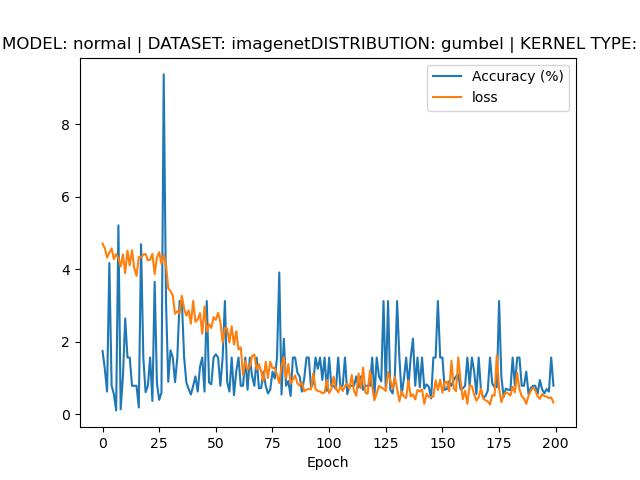 MODEL: normal | DATASET: imagenetDISTRIBUTION: gumbel | KERNEL TYPE:
Accuracy (%)
loss
8
6
4
2
0
0 25 50 75 100 125 150 175 200
Epoch